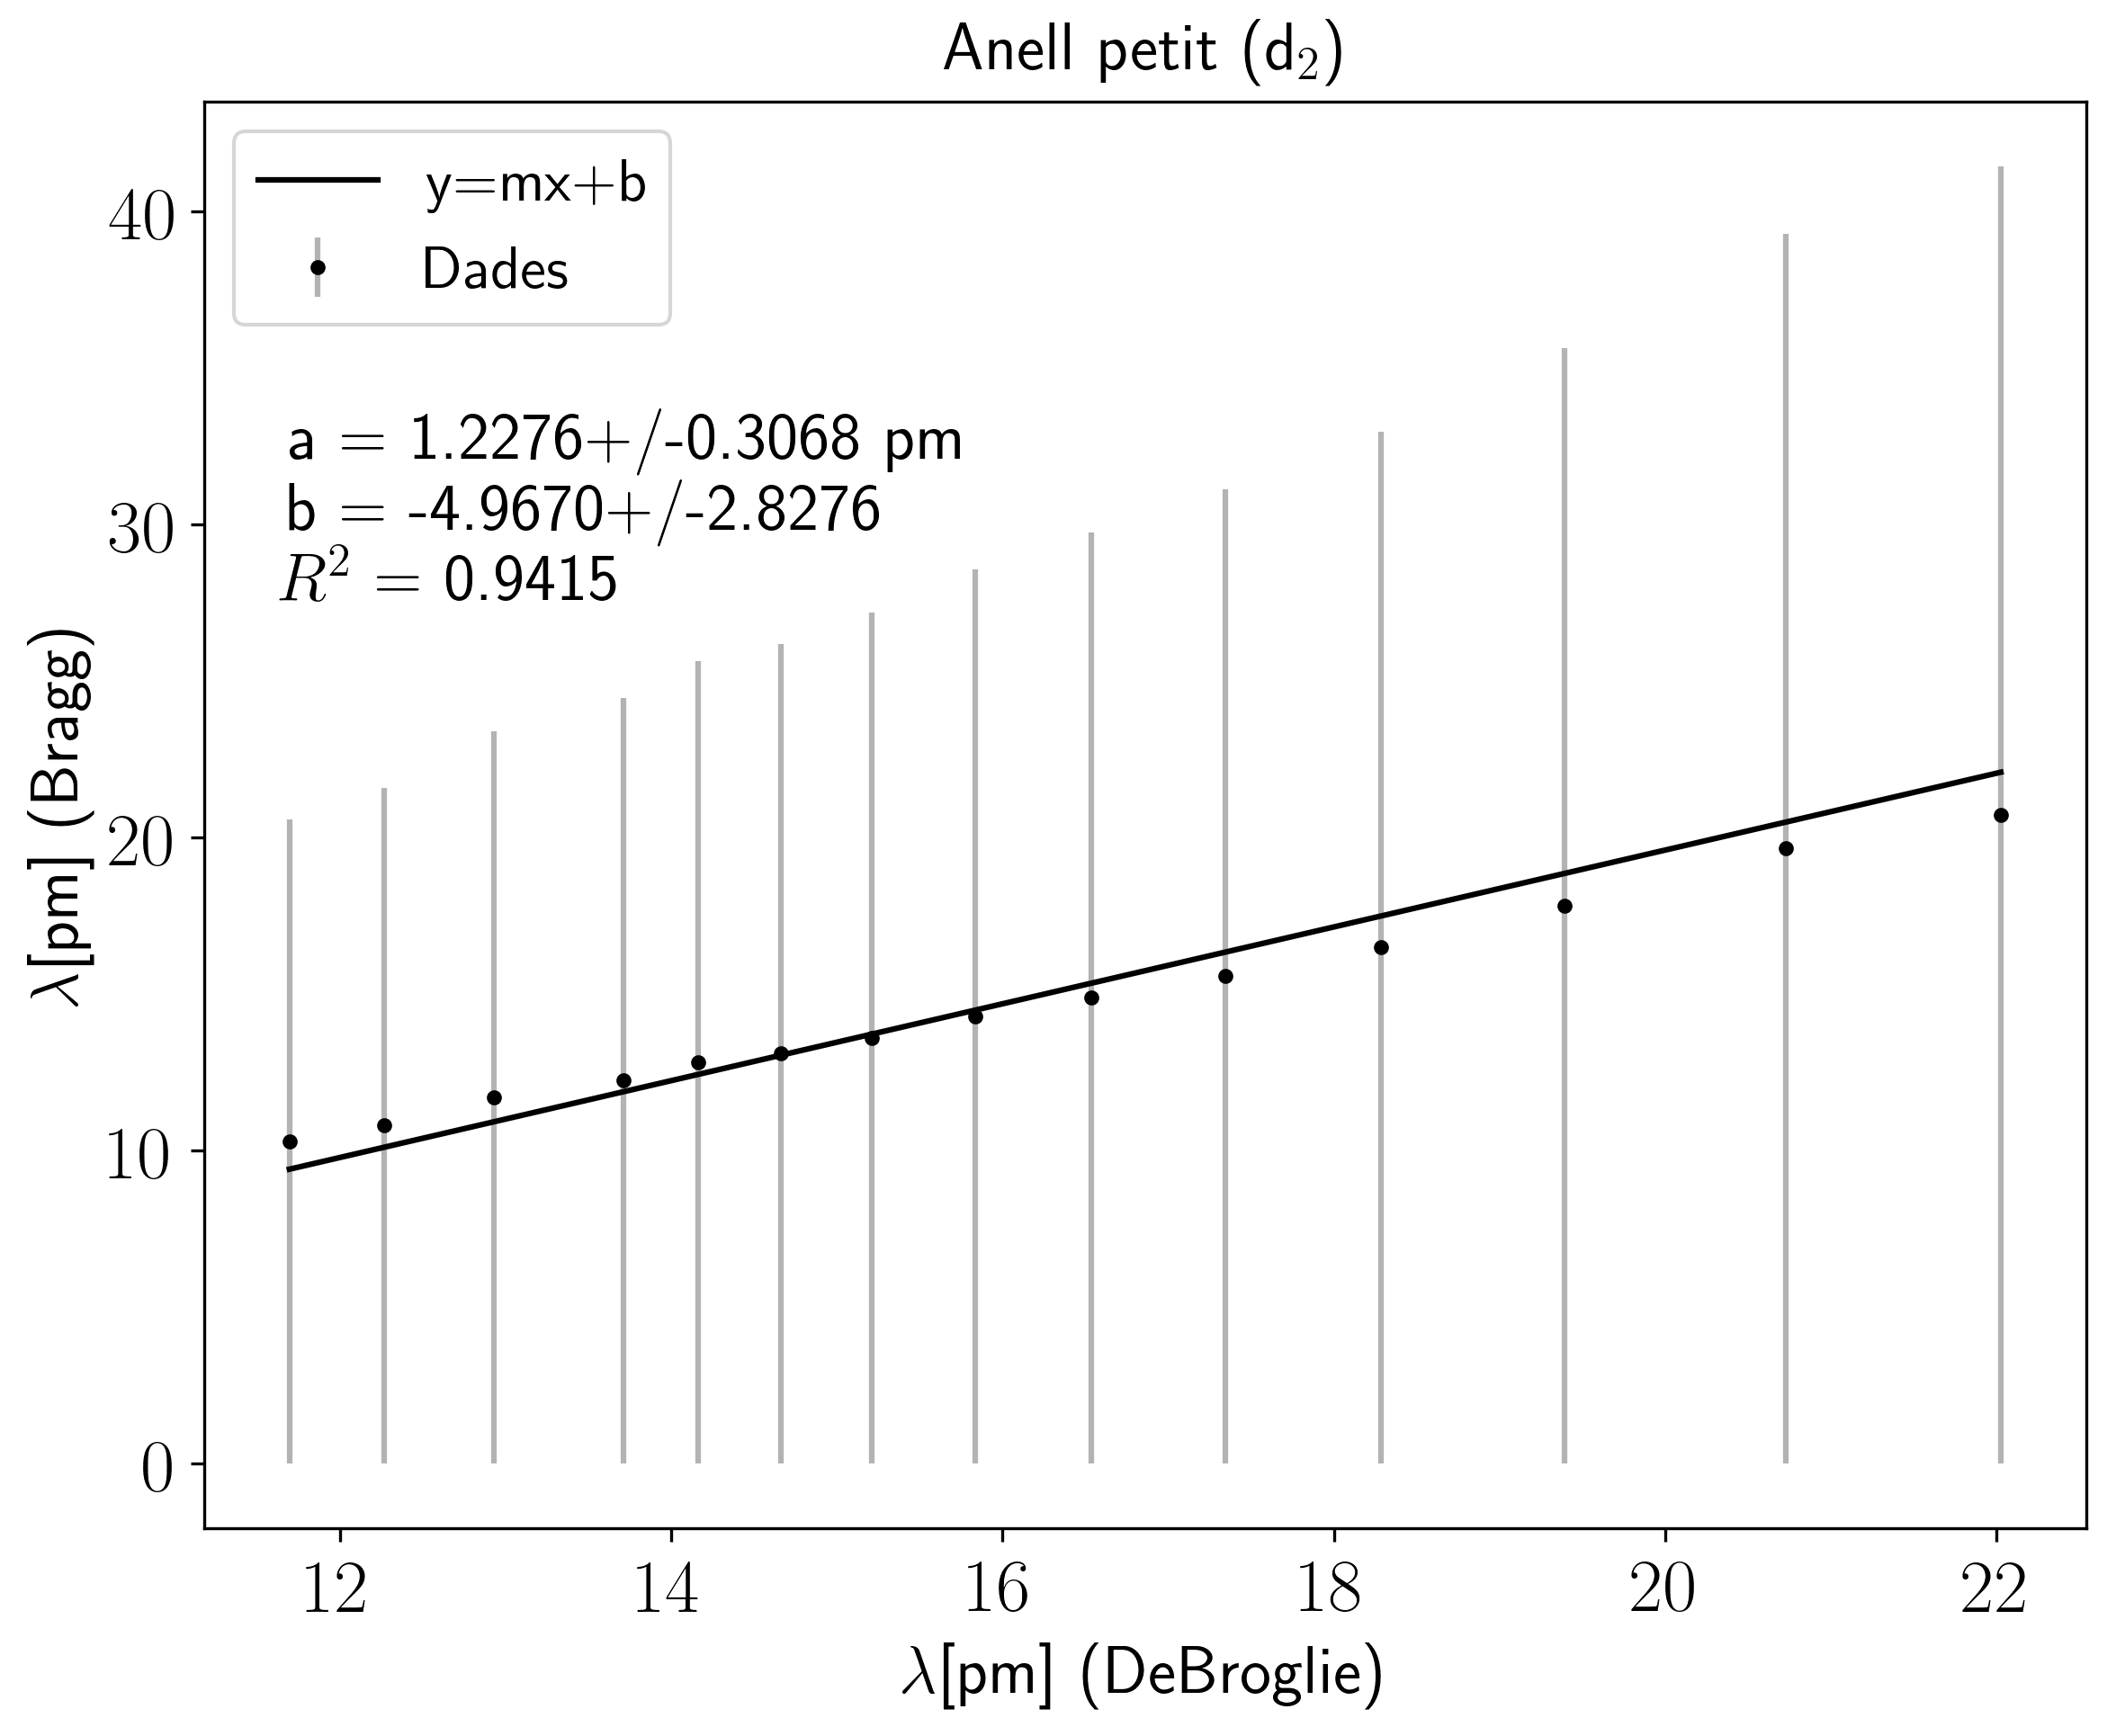 Anell petit (d₂)
y=mx+b
Dades
a = 1.2276+/-0.3068 pm
b = -4.9670+/-2.8276
R² = 0.9415
λ[pm] (Bragg)
40
30
20
10
0
12 14 16 18 20 22
λ[pm] (DeBroglie)